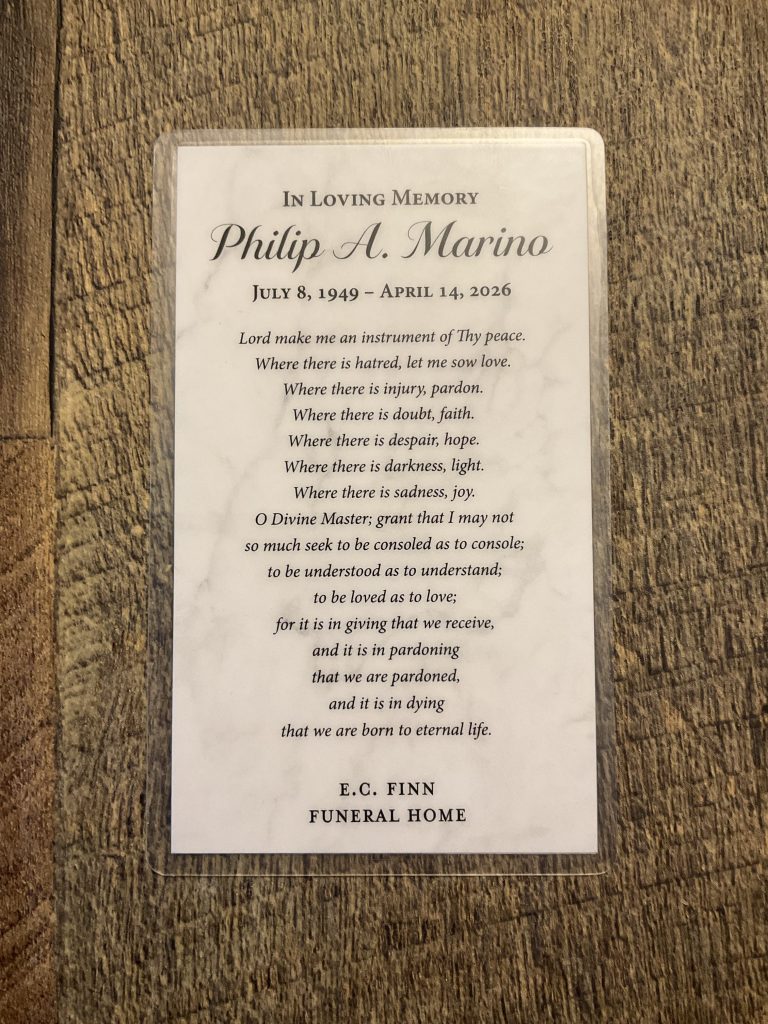 In Loving Memory
Philip A. Marino
July 8, 1949 – April 14, 2026
Lord make me an instrument of Thy peace.
Where there is hatred, let me sow love.
Where there is injury, pardon.
Where there is doubt, faith.
Where there is despair, hope.
Where there is darkness, light.
Where there is sadness, joy.
O Divine Master; grant that I may not
so much seek to be consoled as to console;
to be understood as to understand;
to be loved as to love;
for it is in giving that we receive,
and it is in pardoning
that we are pardoned,
and it is in dying
that we are born to eternal life.
E.C. FINN
FUNERAL HOME